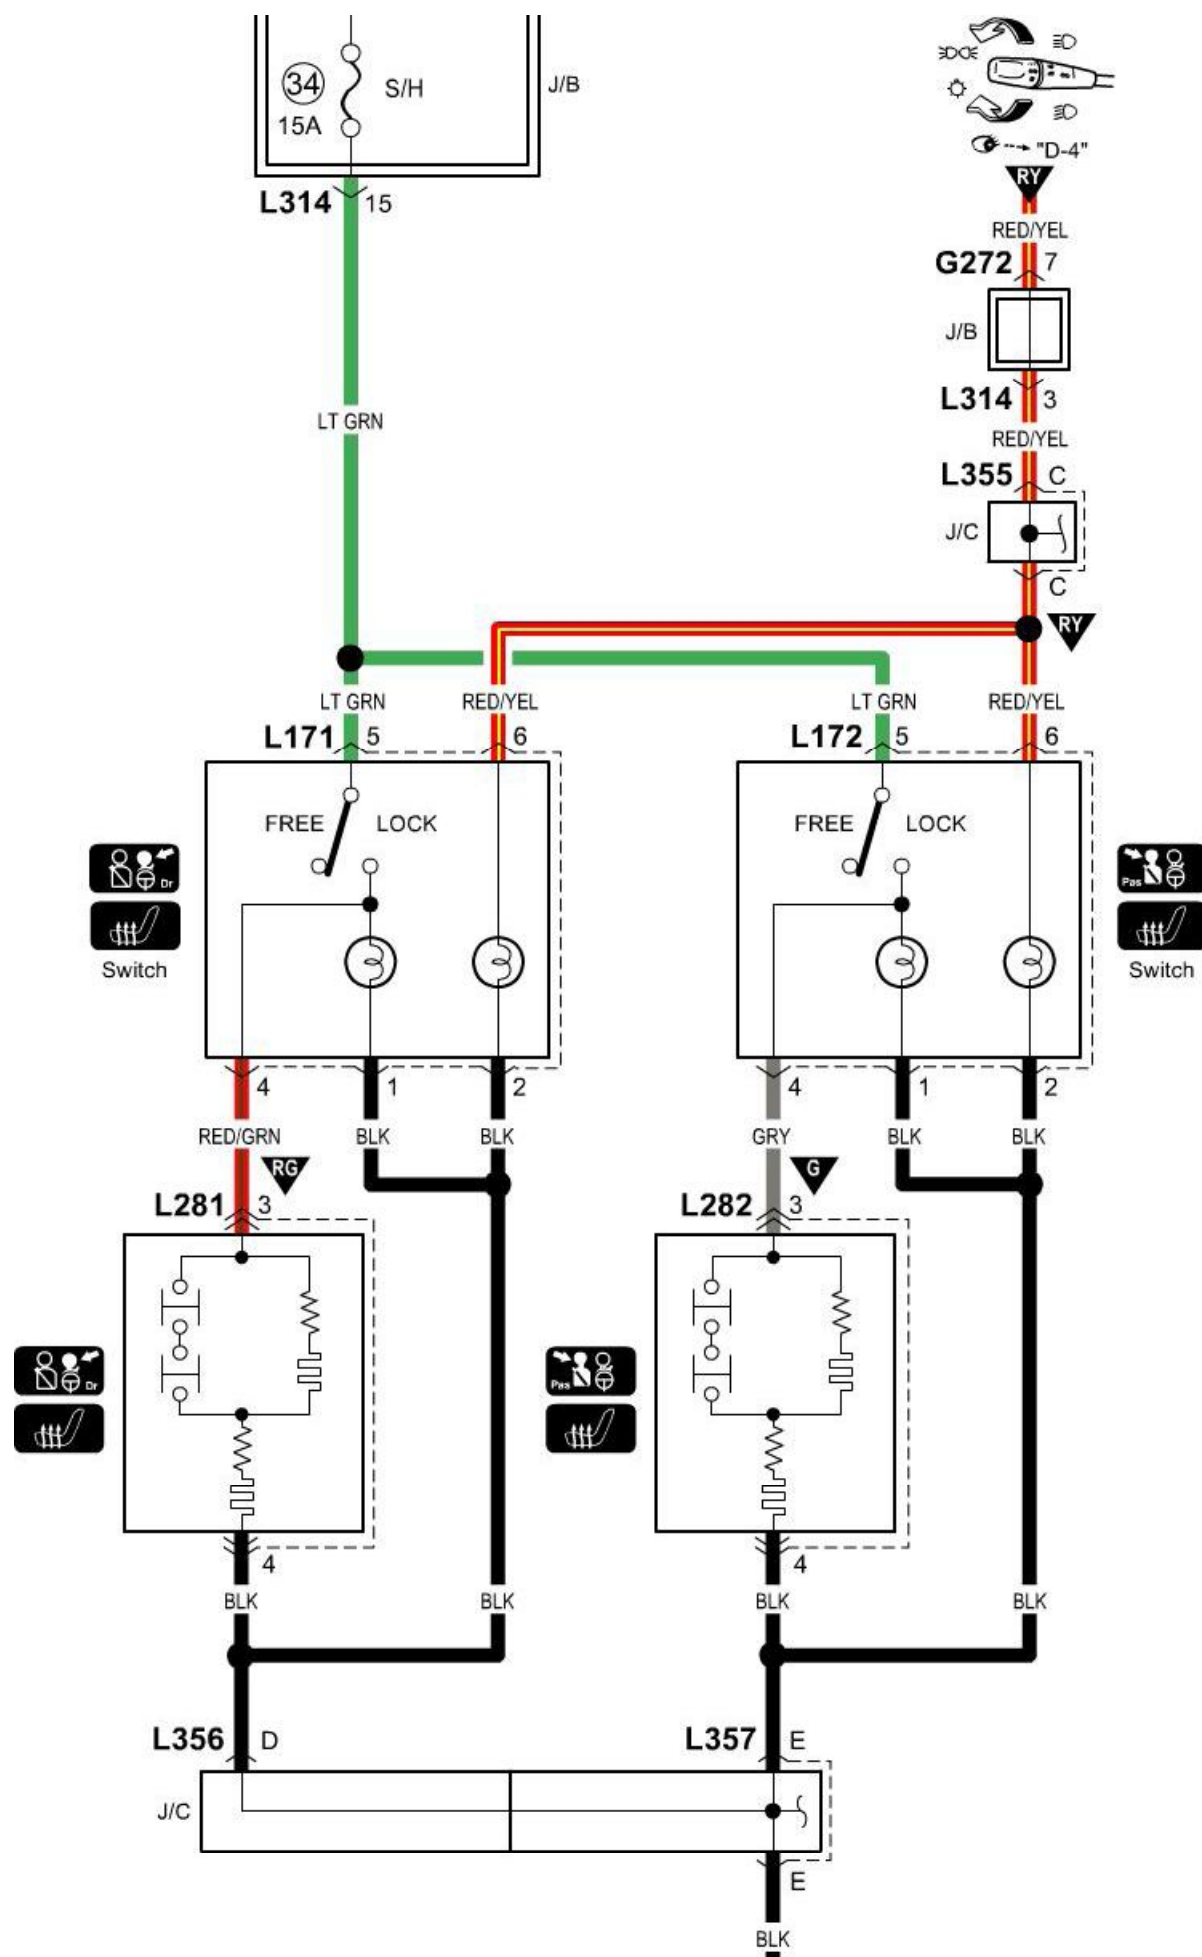 34
S/H
J/B
15A
L314 15
"D-4"
RY
RED/YEL
G272 7
J/B
L314 3
LT GRN
RED/YEL
L355 C
J/C
C
RY
LT GRN RED/YEL LT GRN RED/YEL
L171 5 6 L172 5 6
FREE LOCK FREE LOCK
Dr Pas
Switch Switch
4 1 2 4 1 2
RED/GRN BLK BLK GRY BLK BLK
RG G
L281 3 L282 3
Dr Pas
4 4
BLK BLK BLK BLK
L356 D L357 E
J/C
E
BLK